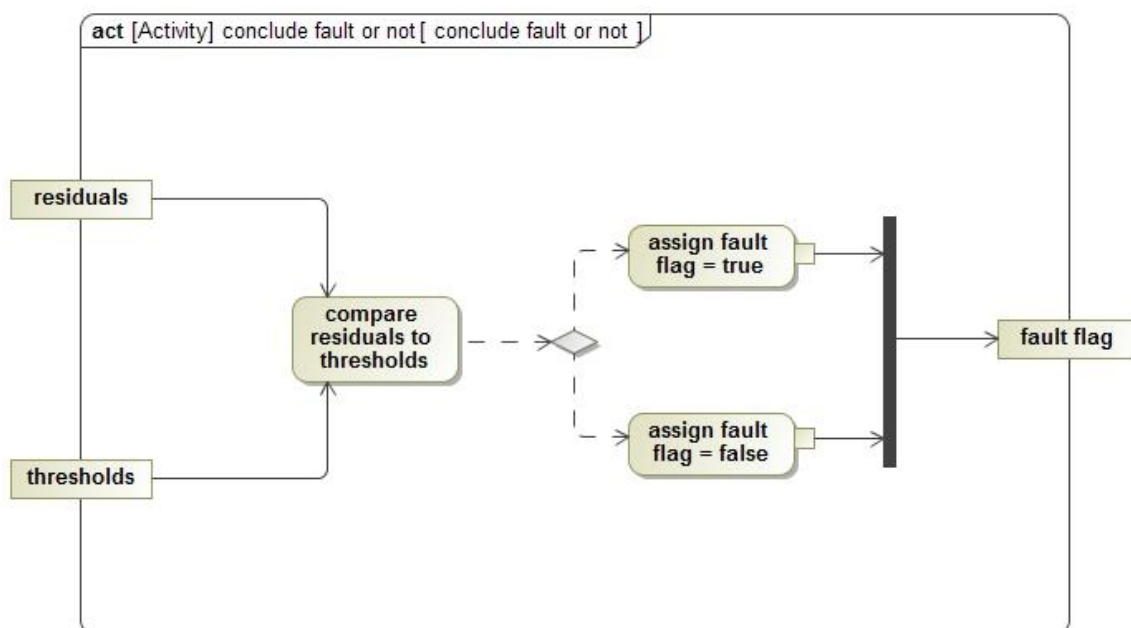 act [Activity] conclude fault or not [ conclude fault or not ]
residuals
compare
residuals to
thresholds
assign fault
flag = true
fault flag
assign fault
flag = false
thresholds